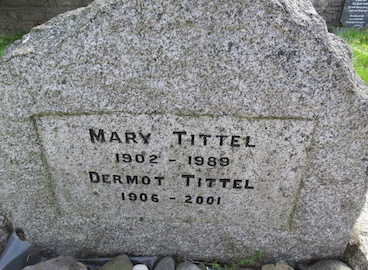 MARY TITTEL
1902 - 1989
DERMOT TITTEL
1906 - 2001